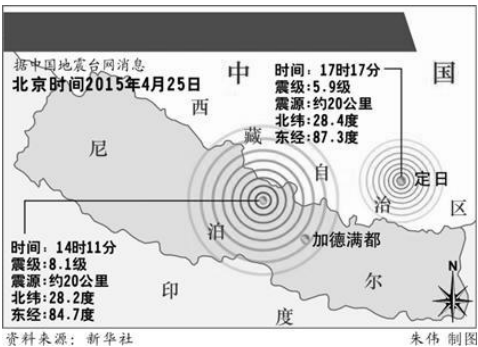 据中国地震台网消息
北京时间2015年4月25日
中国
时间：17时17分
震级:5.9级
震源:约20公里
北纬:28.4度
东经:87.3度
西藏自治区
定日
尼泊尔
加德满都
时间：14时11分
震级:8.1级
震源:约20公里
北纬:28.2度
东经:84.7度
印度
N
资料来源：新华社
朱伟 制图